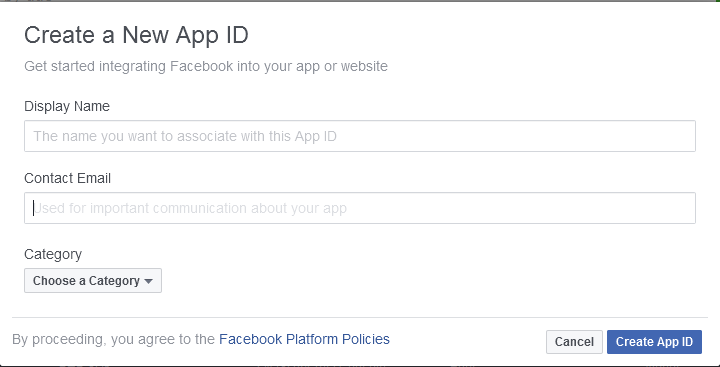 Create a New App ID
Get started integrating Facebook into your app or website
Display Name
The name you want to associate with this App ID
Contact Email
Used for important communication about your app
Category
Choose a Category
By proceeding, you agree to the Facebook Platform Policies
Cancel
Create App ID